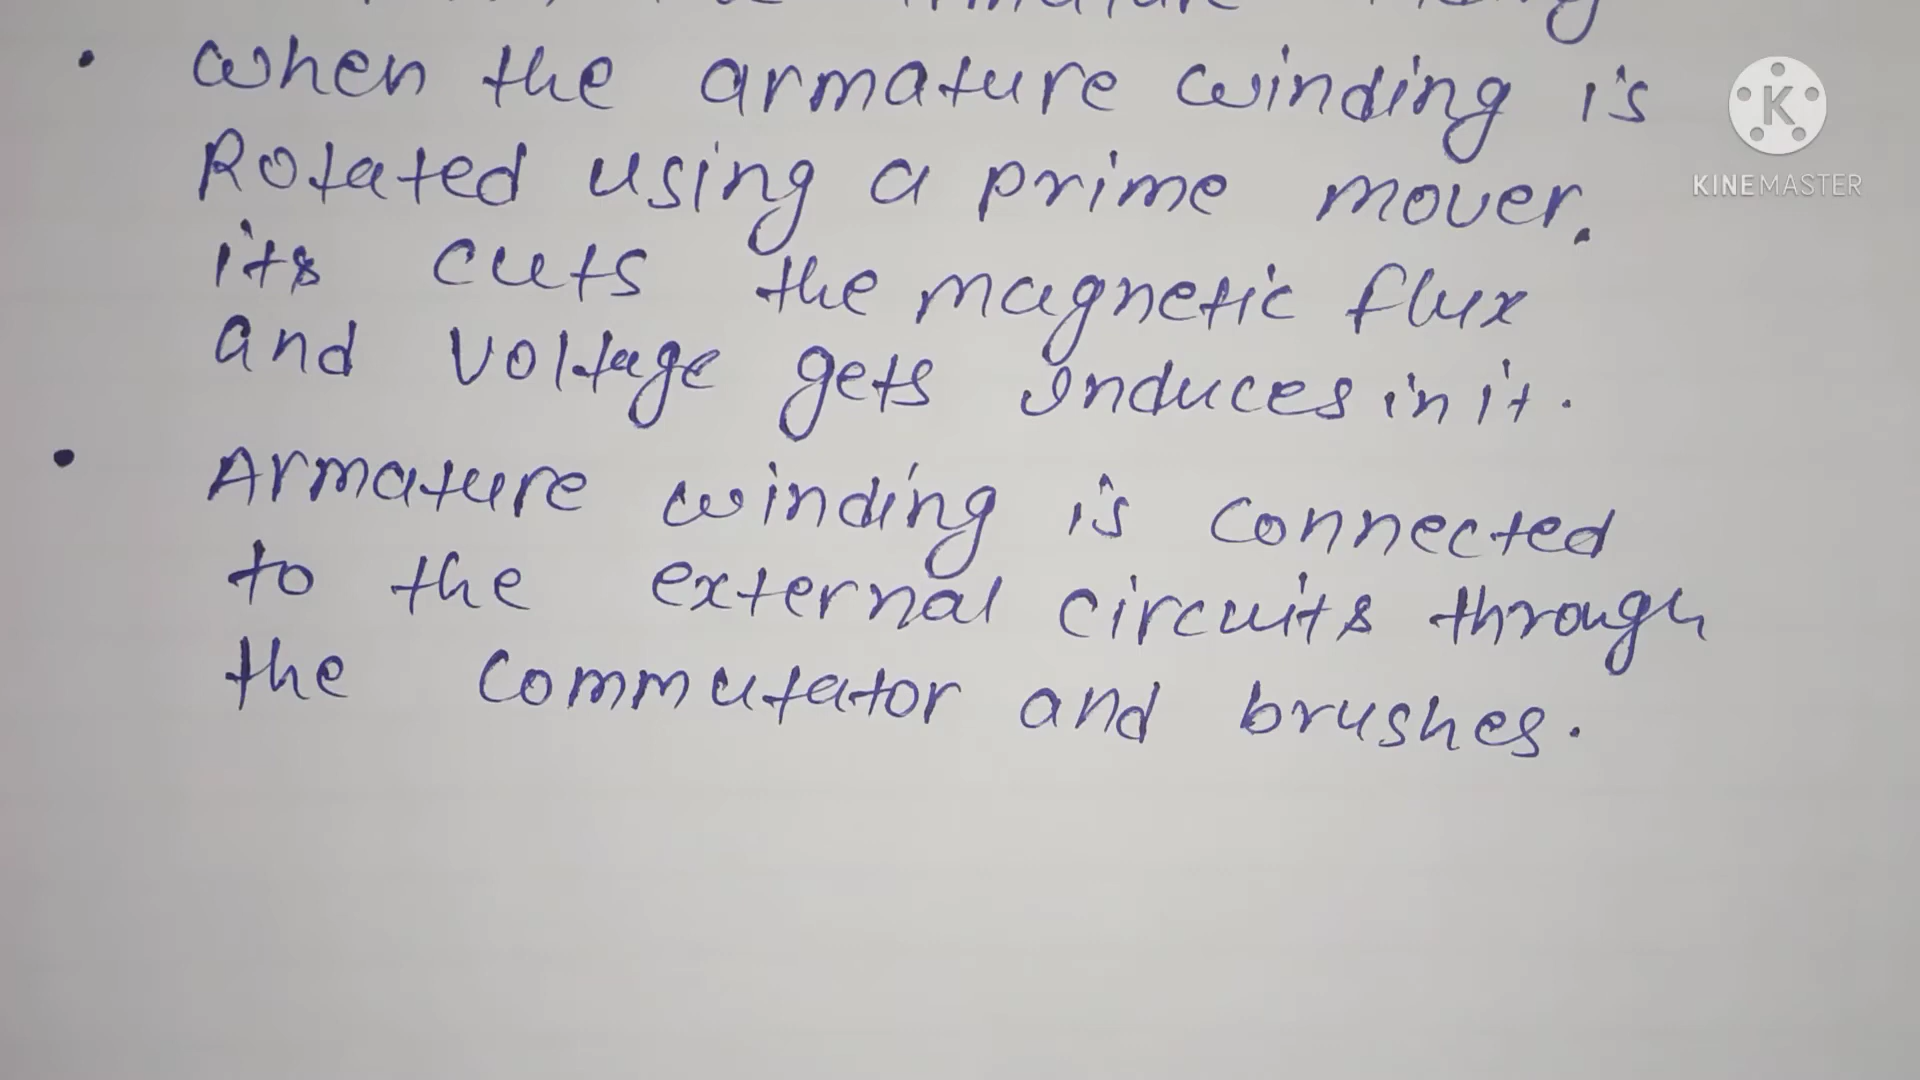 • when the armature winding is
Rotated using a prime mover.
its cuts the magnetic flux
and voltage gets induces in it.
• Armature winding is connected
to the external circuits through
the commutator and brushes.
KINEMASTER